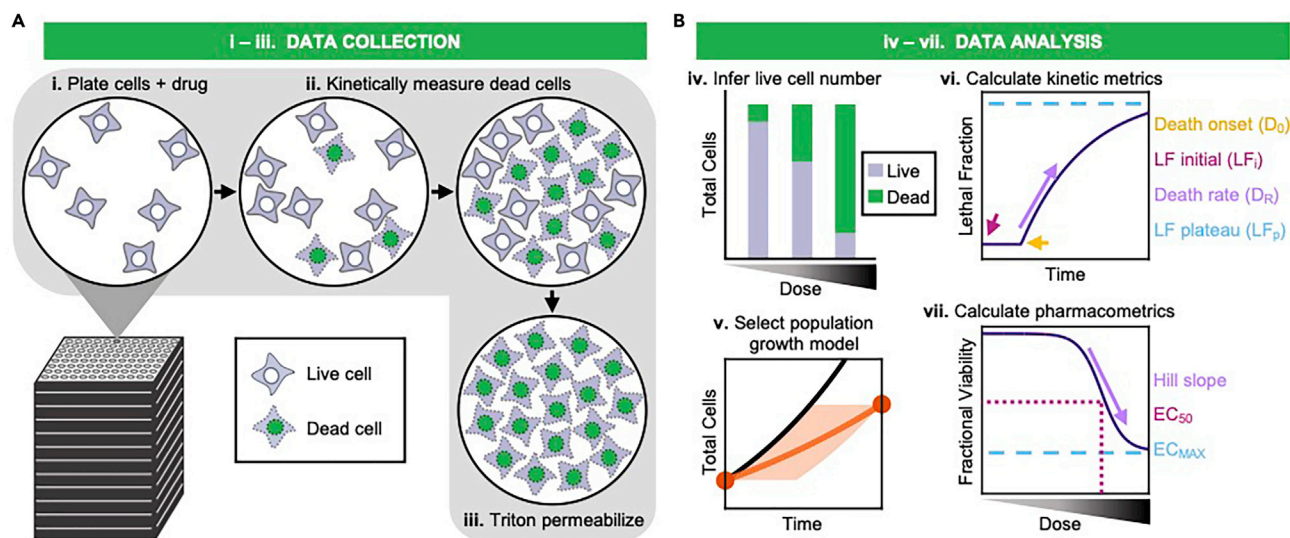 A
i – iii. DATA COLLECTION
i. Plate cells + drug
ii. Kinetically measure dead cells
Live cell
Dead cell
iii. Triton permeabilize
B
iv – vii. DATA ANALYSIS
iv. Infer live cell number
Total Cells
Live
Dead
Dose
v. Select population
growth model
Total Cells
Time
vi. Calculate kinetic metrics
Lethal Fraction
Death onset (D₀)
LF initial (LFᵢ)
Death rate (D_R)
LF plateau (LFₚ)
Time
vii. Calculate pharmacometrics
Fractional Viability
Hill slope
EC₅₀
EC_MAX
Dose